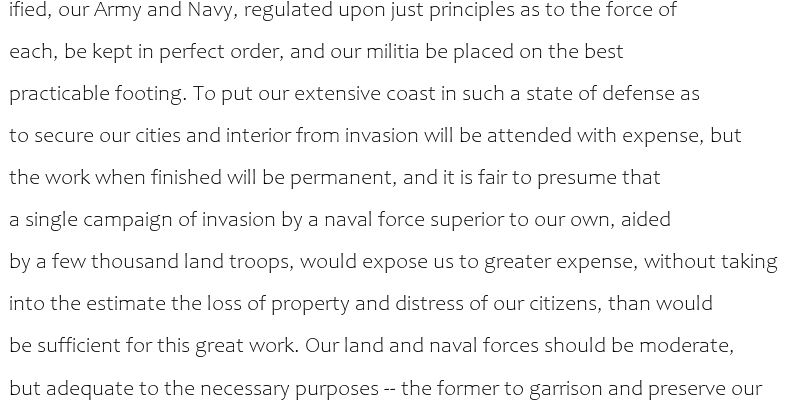 ified, our Army and Navy, regulated upon just principles as to the force of
each, be kept in perfect order, and our militia be placed on the best
practicable footing. To put our extensive coast in such a state of defense as
to secure our cities and interior from invasion will be attended with expense, but
the work when finished will be permanent, and it is fair to presume that
a single campaign of invasion by a naval force superior to our own, aided
by a few thousand land troops, would expose us to greater expense, without taking
into the estimate the loss of property and distress of our citizens, than would
be sufficient for this great work. Our land and naval forces should be moderate,
but adequate to the necessary purposes -- the former to garrison and preserve our